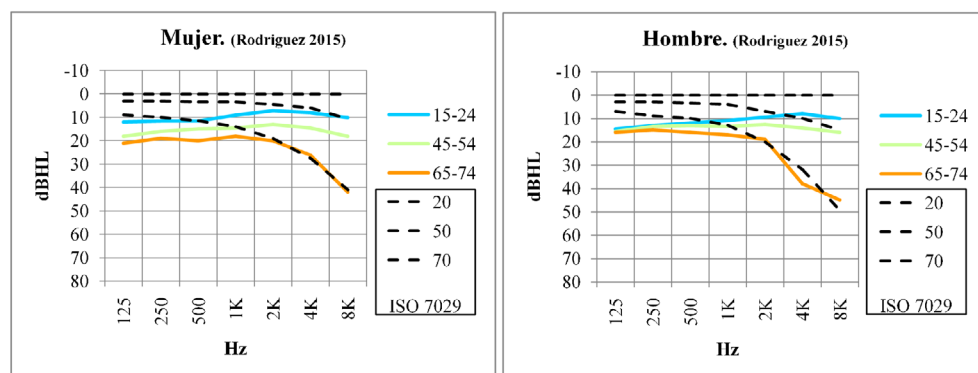 Mujer. (Rodriguez 2015)
-10
0
10
20
30
40
50
60
70
80
dBHL
125
250
500
1K
2K
4K
8K
Hz
15-24
45-54
65-74
20
50
70
ISO 7029
Hombre. (Rodriguez 2015)
-10
0
10
20
30
40
50
60
70
80
dBHL
125
250
500
1K
2K
4K
8K
Hz
15-24
45-54
65-74
20
50
70
ISO 7029